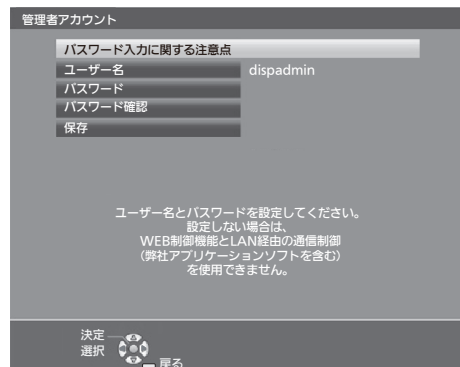 管理者アカウント
パスワード入力に関する注意点
ユーザー名 dispadmin
パスワード
パスワード確認
保存
ユーザー名とパスワードを設定してください。
設定しない場合は、
WEB制御機能とLAN経由の通信制御
(弊社アプリケーションソフトを含む)
を使用できません。
決定
選択
戻る